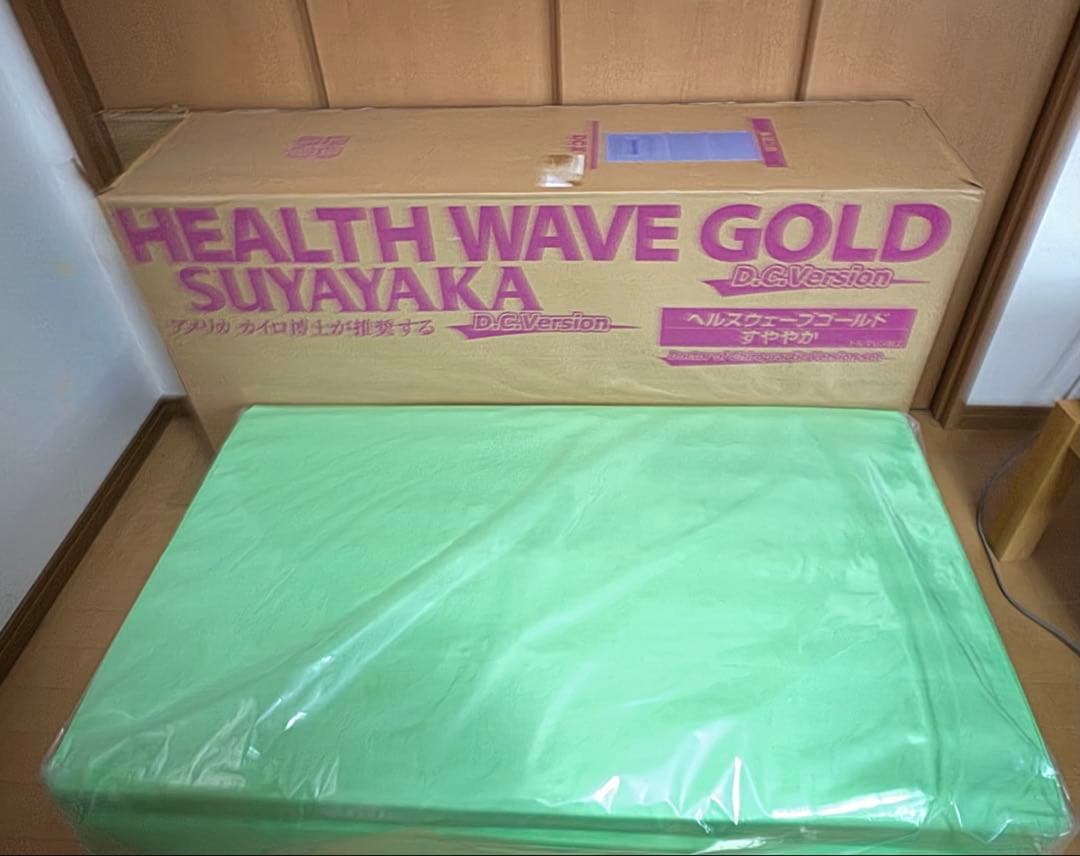 HEALTH WAVE GOLD
D.C.Version
SUYAYAKA
アメリカ カイロ博士が推奨する
D.C.Version
ヘルスウェーブゴールド
すややか